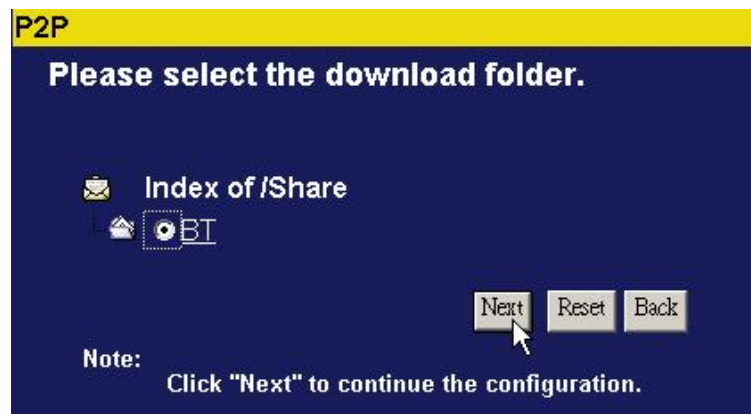 P2P
Please select the download folder.
Index of /Share
BT
Next Reset Back
Note:
Click "Next" to continue the configuration.